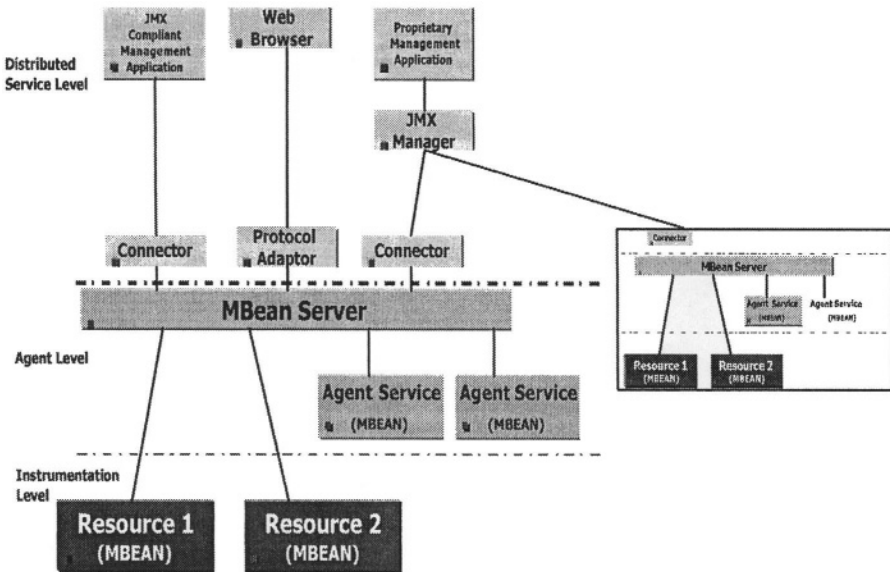 JMX
Compliant
Management
Application
Web
Browser
Proprietary
Management
Application
Distributed
Service Level
JMX
Manager
Connector
Protocol
Adaptor
Connector
Connector
MBean Server
Agent Service
(MBEAN)
Agent Service
(MBEAN)
Resource 1
(MBEAN)
Resource 2
(MBEAN)
MBean Server
Agent Level
Agent Service
(MBEAN)
Agent Service
(MBEAN)
Instrumentation
Level
Resource 1
(MBEAN)
Resource 2
(MBEAN)